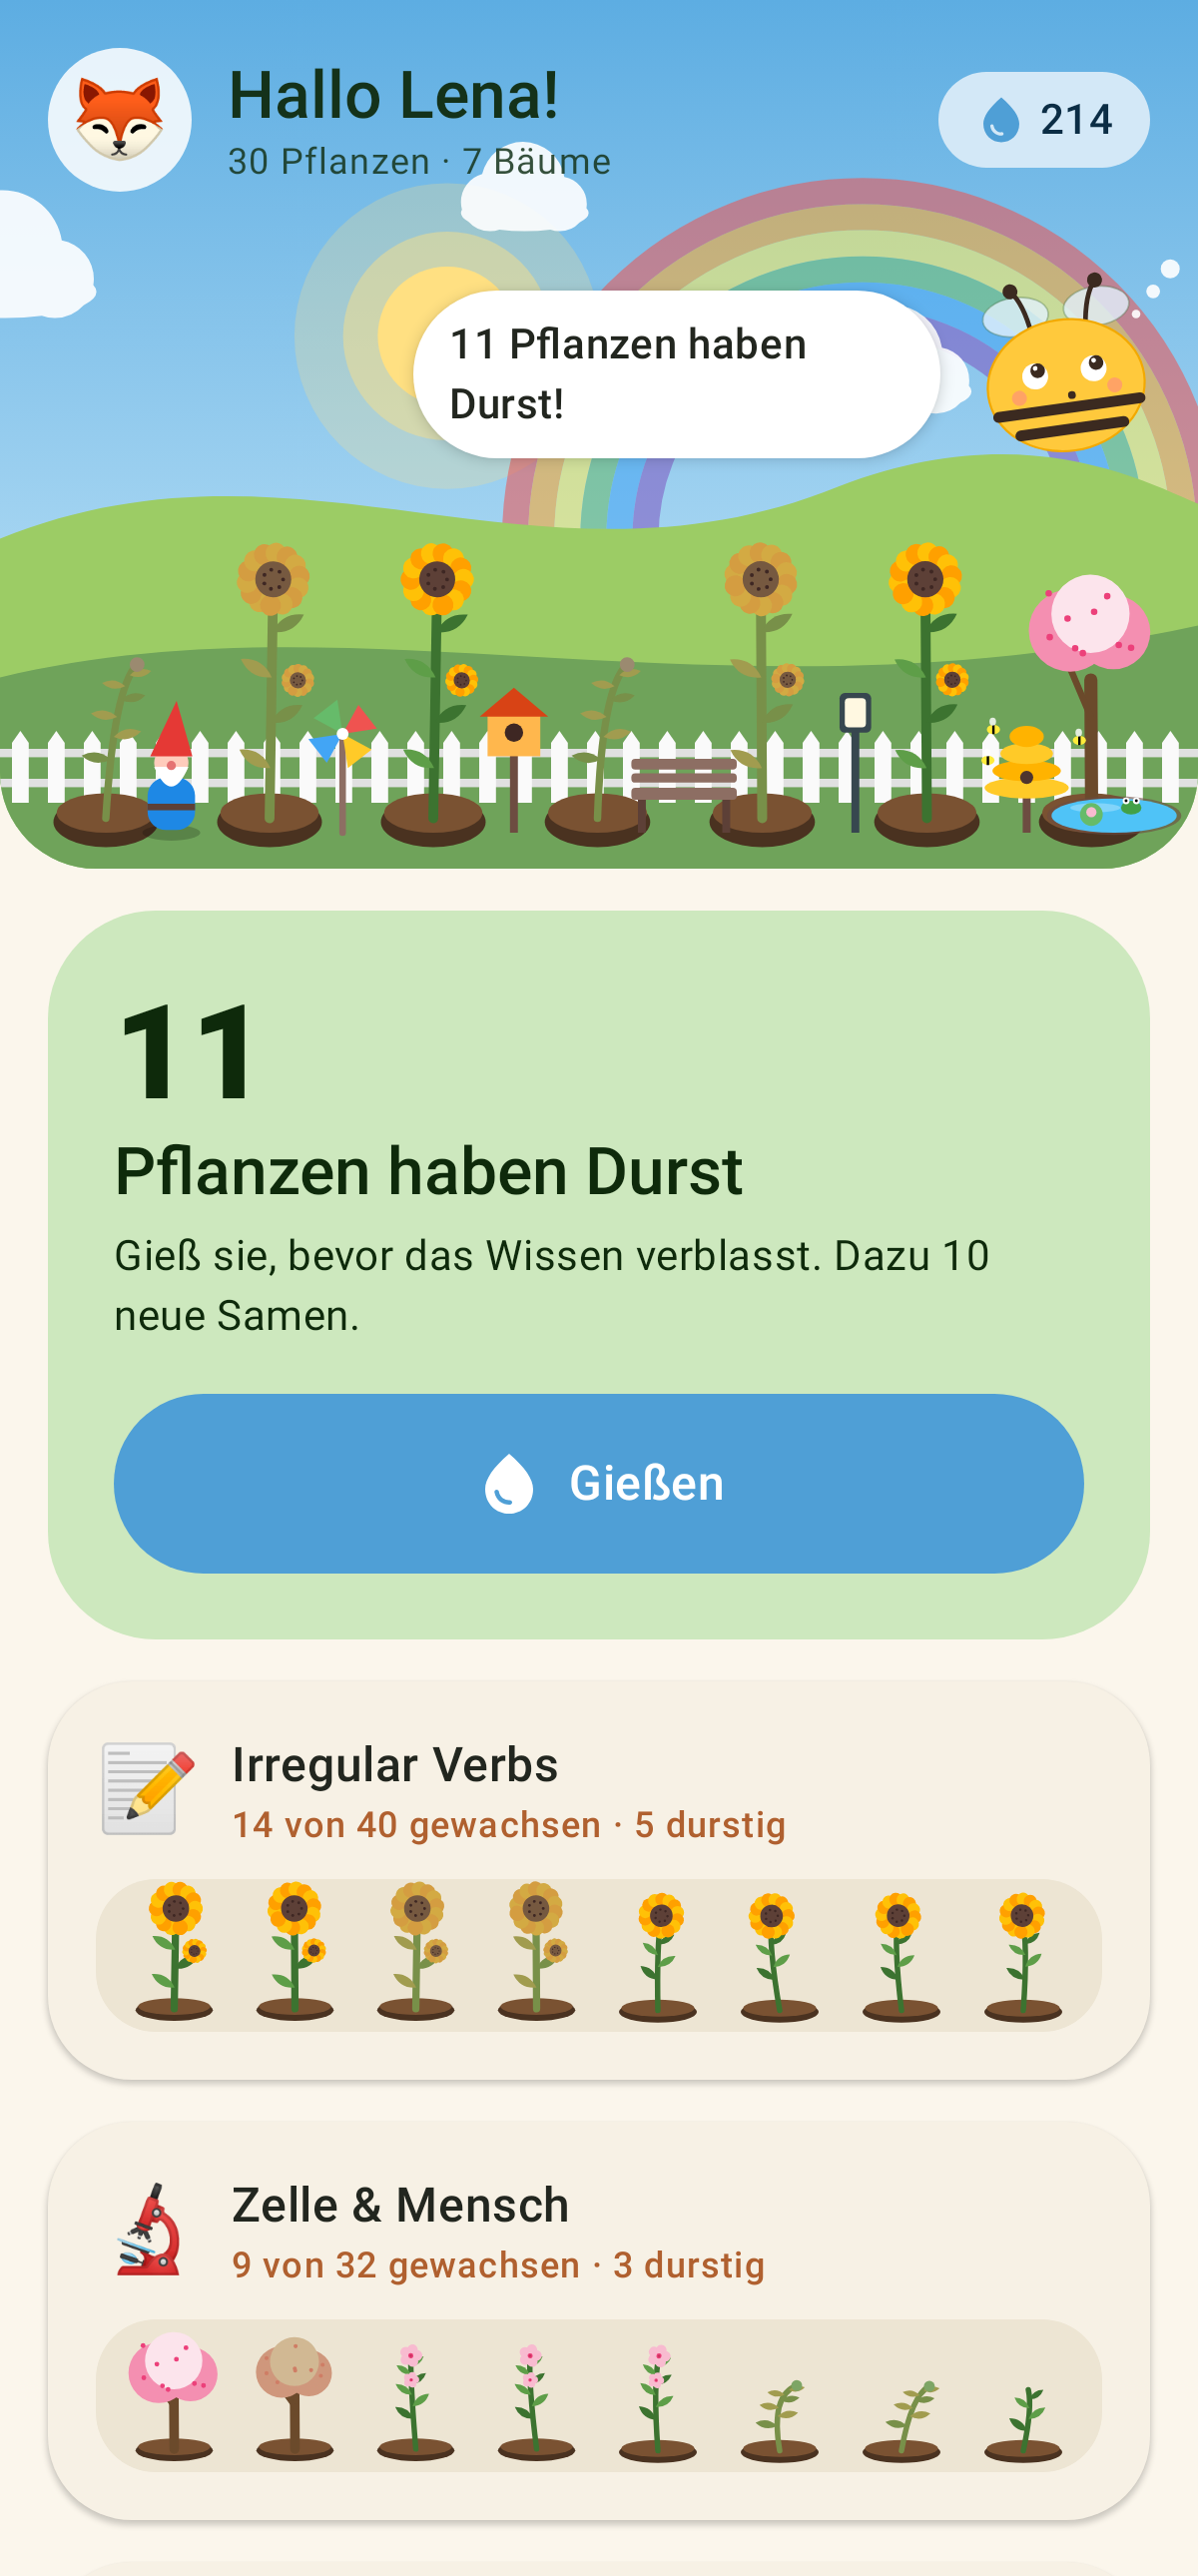 Hallo Lena!
30 Pflanzen · 7 Bäume
214
11 Pflanzen haben
Durst!
11
Pflanzen haben Durst
Gieß sie, bevor das Wissen verblasst. Dazu 10
neue Samen.
Gießen
Irregular Verbs
14 von 40 gewachsen · 5 durstig
Zelle & Mensch
9 von 32 gewachsen · 3 durstig